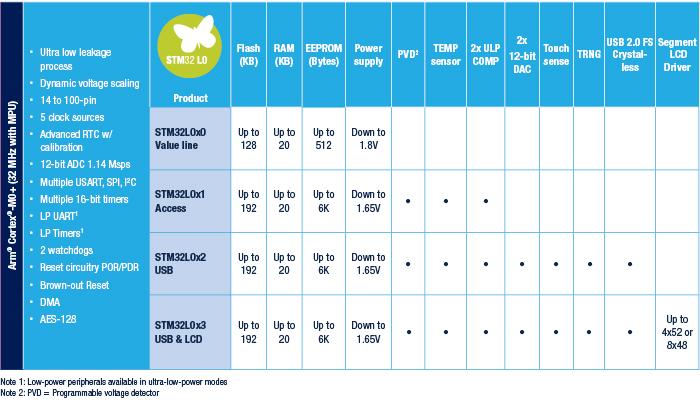 Arm® Cortex®-M0+ (32 MHz with MPU)
• Ultra low leakage
process
• Dynamic voltage scaling
• 14 to 100-pin
• 5 clock sources
• Advanced RTC w/
calibration
• 12-bit ADC 1.14 Msps
• Multiple USART, SPI, I²C
• Multiple 16-bit timers
• LP UART¹
• LP Timers¹
• 2 watchdogs
• Reset circuitry POR/PDR
• Brown-out Reset
• DMA
• AES-128
STM32 L0
Product
Flash
(KB)
RAM
(KB)
EEPROM
(Bytes)
Power
supply
PVD²
TEMP
sensor
2x ULP
COMP
2x
12-bit
DAC
Touch
sense
TRNG
USB 2.0 FS
Crystal-
less
Segment
LCD
Driver
STM32L0x0
Value line
Up to
128
Up to
20
Up to
512
Down to
1.8V
STM32L0x1
Access
Up to
192
Up to
20
Up to
6K
Down to
1.65V
• • •
STM32L0x2
USB
Up to
192
Up to
20
Up to
6K
Down to
1.65V
• • • • • • •
STM32L0x3
USB & LCD
Up to
192
Up to
20
Up to
6K
Down to
1.65V
• • • • • • •
Up to
4x52 or
8x48
Note 1: Low-power peripherals available in ultra-low-power modes
Note 2: PVD = Programmable voltage detector